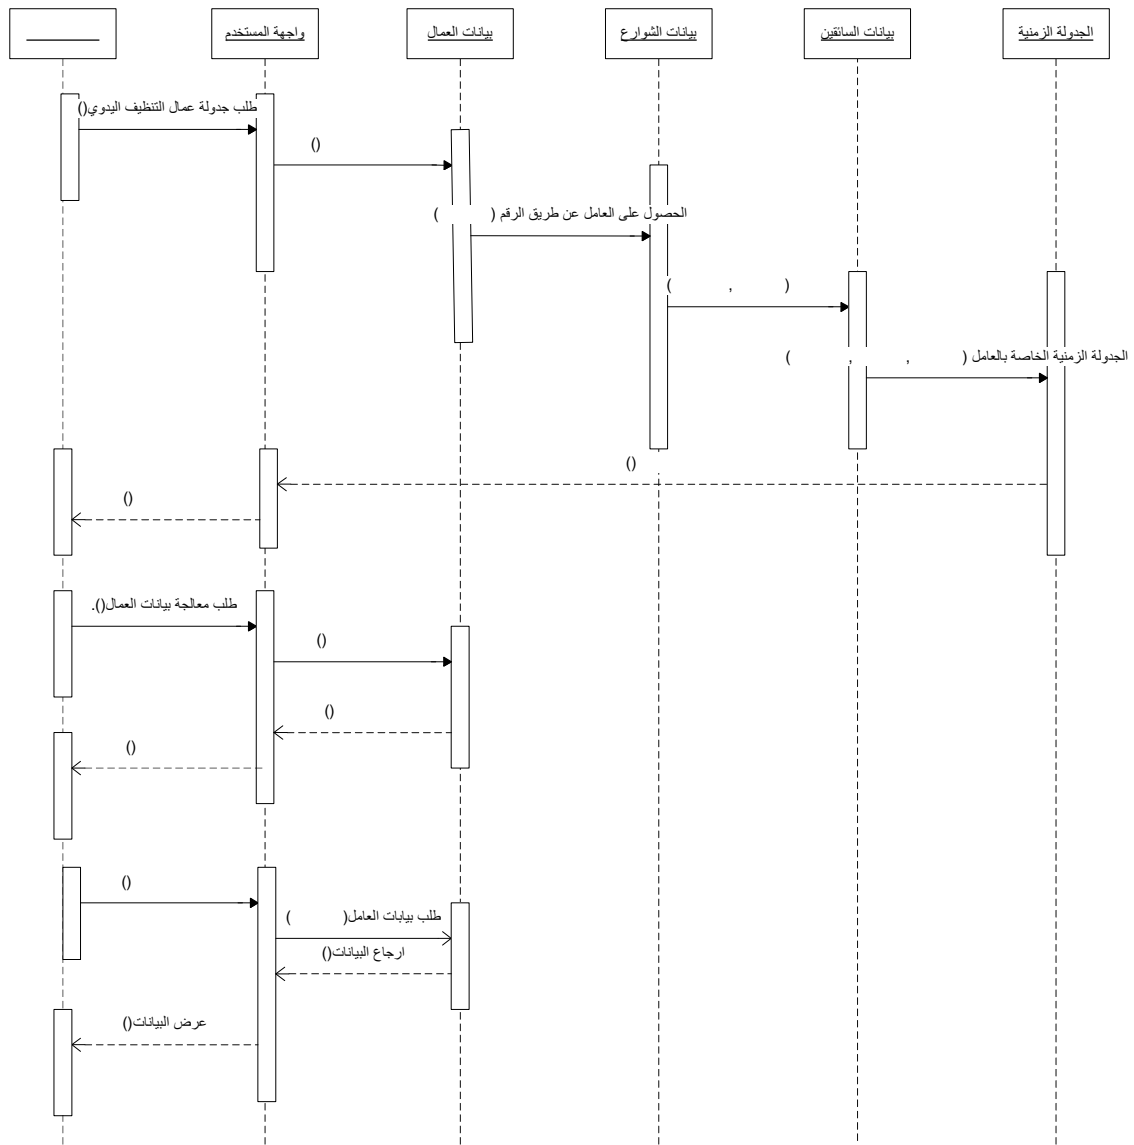 واجهة المستخدم
بيانات العمال
بيانات الشوارع
بيانات السائقين
الجدولة الزمنية
طلب جدولة عمال التنظيف اليدوي()
()
الحصول على العامل عن طريق الرقم ( )
( , )
الجدولة الزمنية الخاصة بالعامل ( , , )
()
()
طلب معالجة بيانات العمال().
()
()
()
()
طلب بيابات العامل( )
ارجاع البيانات()
عرض البيانات()